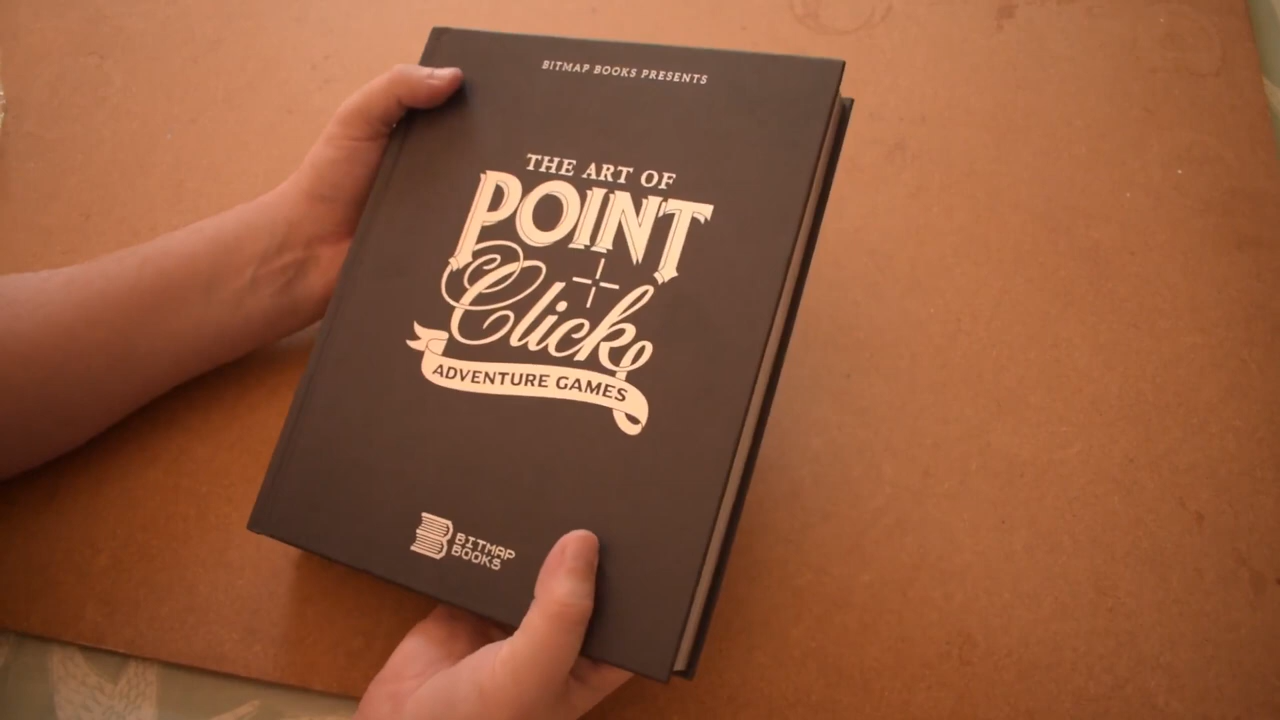 BITMAP BOOKS PRESENTS
THE ART OF
POINT
Click
ADVENTURE GAMES
BITMAP
BOOKS